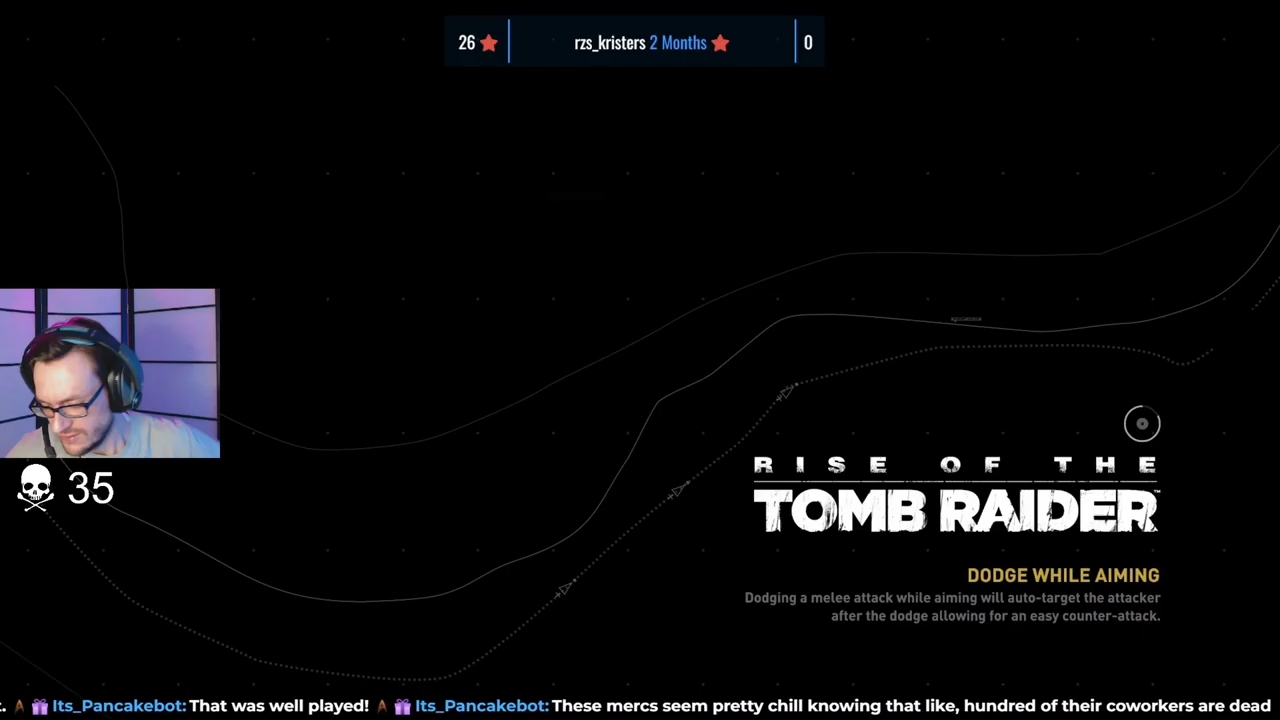 26
rzs_kristers 2 Months
0
35
RISE OF THE
TOMB RAIDER™
DODGE WHILE AIMING
Dodging a melee attack while aiming will auto-target the attacker
after the dodge allowing for an easy counter-attack.
. Its_Pancakebot: That was well played! Its_Pancakebot: These mercs seem pretty chill knowing that like, hundred of their coworkers are dead